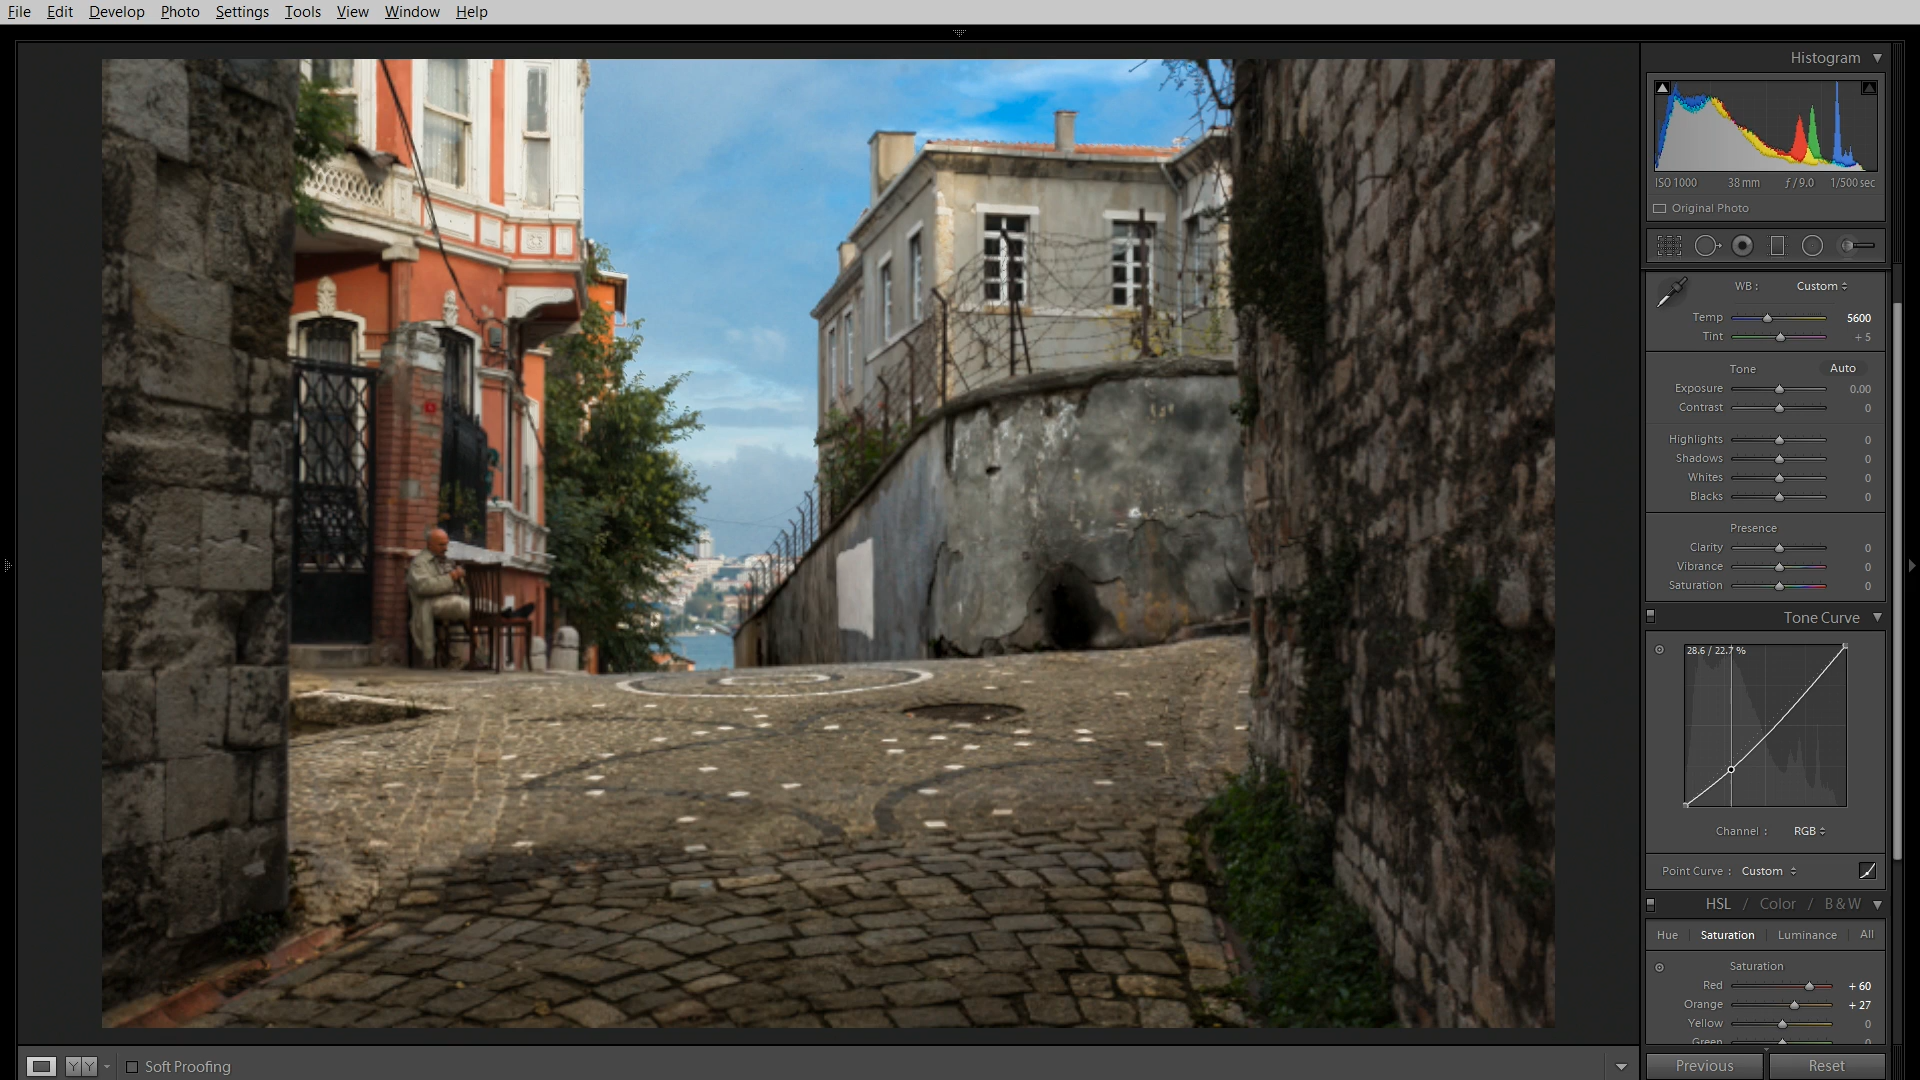 File Edit Develop Photo Settings Tools View Window Help
Histogram
ISO 1000 38 mm ƒ / 9.0 1/500 sec
Original Photo
WB : Custom
Temp 5600
Tint + 5
Tone Auto
Exposure 0.00
Contrast 0
Highlights 0
Shadows 0
Whites 0
Blacks 0
Presence
Clarity 0
Vibrance 0
Saturation 0
Tone Curve
28.6 / 22.7 %
Channel : RGB
Point Curve : Custom
HSL / Color / B & W
Hue Saturation Luminance All
Saturation
Red + 60
Orange + 27
Yellow 0
Green 0
Y Y Soft Proofing
Previous Reset